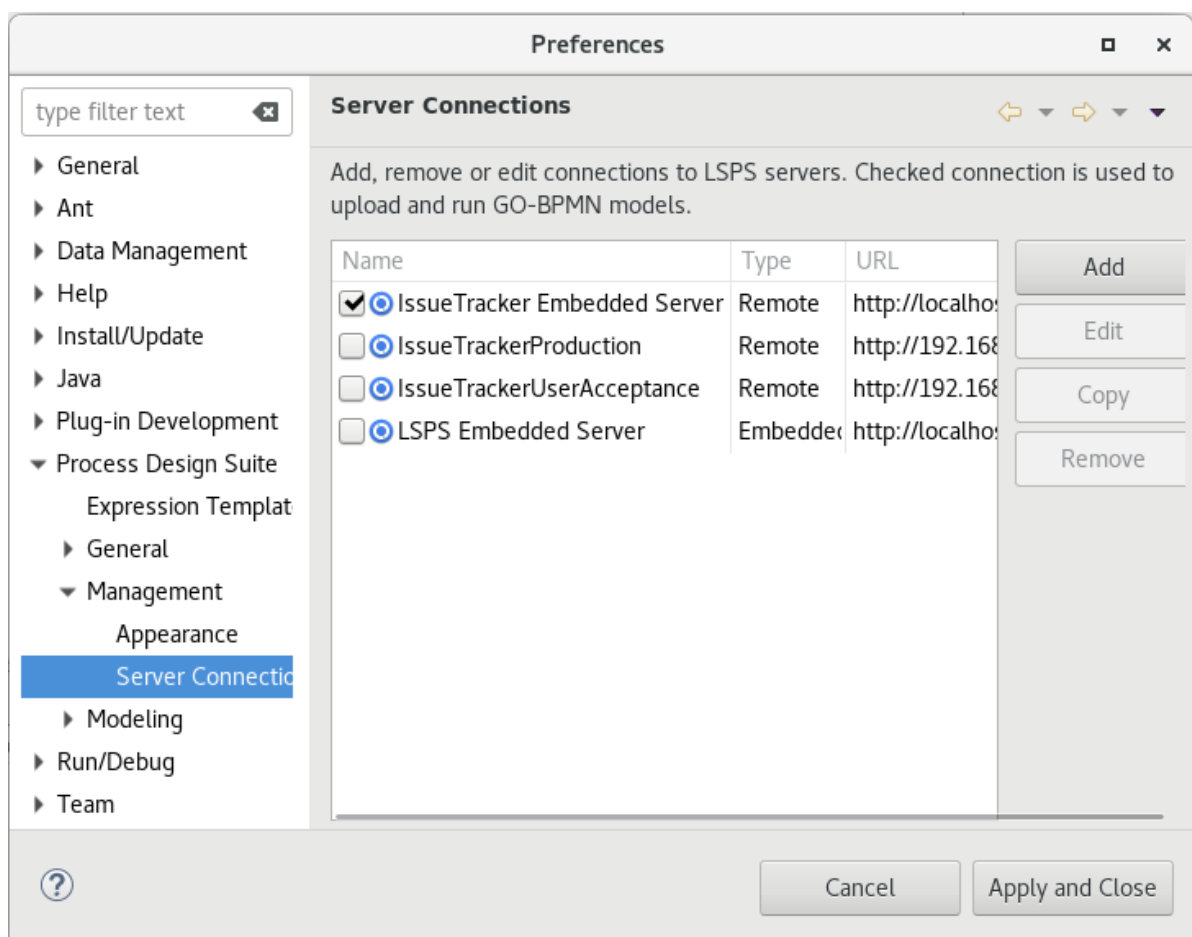 Preferences
type filter text
General
Ant
Data Management
Help
Install/Update
Java
Plug-in Development
Process Design Suite
Expression Templat
General
Management
Appearance
Server Connectio
Modeling
Run/Debug
Team
Server Connections
Add, remove or edit connections to LSPS servers. Checked connection is used to
upload and run GO-BPMN models.
Name Type URL
IssueTracker Embedded Server Remote http://localhos
IssueTrackerProduction Remote http://192.168
IssueTrackerUserAcceptance Remote http://192.168
LSPS Embedded Server Embedded http://localhos
Add
Edit
Copy
Remove
Cancel Apply and Close